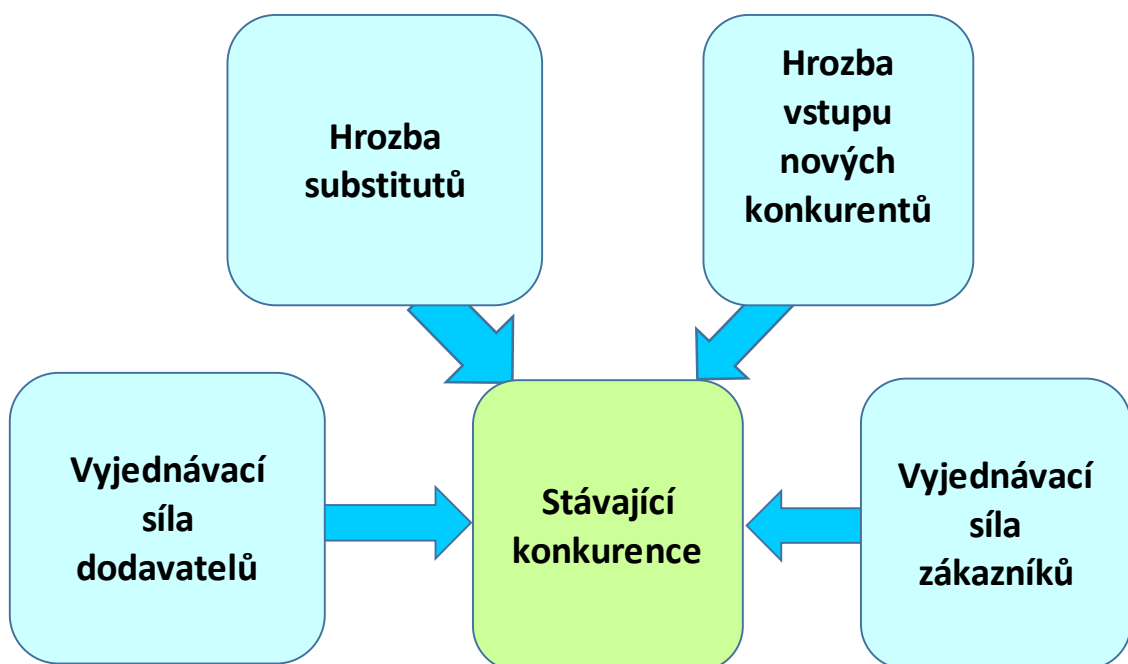 Hrozba
substitutů
Hrozba
vstupu
nových
konkurentů
Vyjednávací
síla
dodavatelů
Stávající
konkurence
Vyjednávací
síla
zákazníků